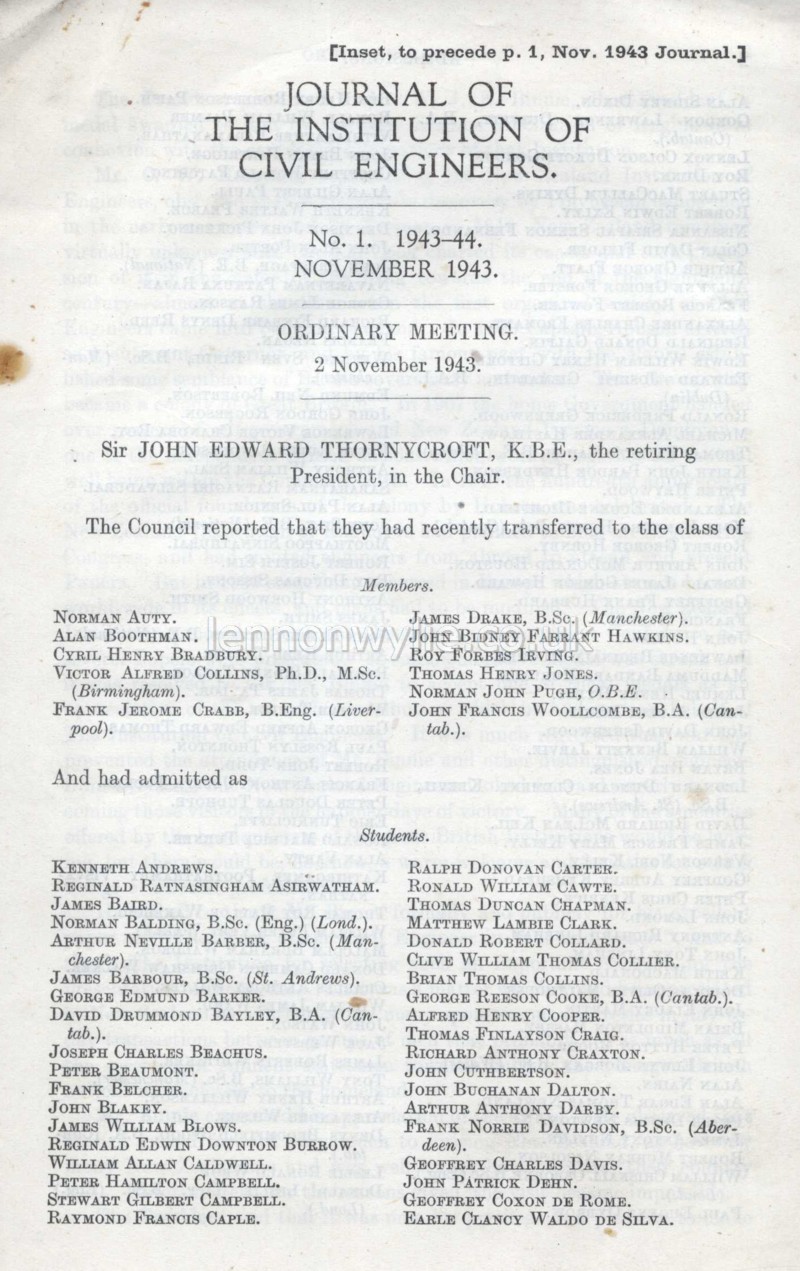 [Inset, to precede p. 1, Nov. 1943 Journal.]
JOURNAL OF
THE INSTITUTION OF
CIVIL ENGINEERS.
No. 1. 1943–44.
NOVEMBER 1943.
ORDINARY MEETING.
2 November 1943.
Sir JOHN EDWARD THORNYCROFT, K.B.E., the retiring
President, in the Chair.
The Council reported that they had recently transferred to the class of
Members.
Norman Auty.
Alan Boothman.
Cyril Henry Bradbury.
Victor Alfred Collins, Ph.D., M.Sc.
(Birmingham).
Frank Jerome Crabb, B.Eng. (Liver-
pool).
James Drake, B.Sc. (Manchester).
John Sidney Farrant Hawkins.
Roy Forbes Irving.
Thomas Henry Jones.
Norman John Pugh, O.B.E.
John Francis Woollcombe, B.A. (Can-
tab.).
lennonwylie.co.uk
And had admitted as
Students.
Kenneth Andrews.
Reginald Ratnasingham Asirwatham.
James Baird.
Norman Balding, B.Sc. (Eng.) (Lond.).
Arthur Neville Barber, B.Sc. (Man-
chester).
James Barbour, B.Sc. (St. Andrews).
George Edmund Barker.
David Drummond Bayley, B.A. (Can-
tab.).
Joseph Charles Beachus.
Peter Beaumont.
Frank Belcher.
John Blakey.
James William Blows.
Reginald Edwin Downton Burrow.
William Allan Caldwell.
Peter Hamilton Campbell.
Stewart Gilbert Campbell.
Raymond Francis Caple.
Ralph Donovan Carter.
Ronald William Cawte.
Thomas Duncan Chapman.
Matthew Lambie Clark.
Donald Robert Collard.
Clive William Thomas Collier.
Brian Thomas Collins.
George Reeson Cooke, B.A. (Cantab.).
Alfred Henry Cooper.
Thomas Finlayson Craig.
Richard Anthony Craxton.
John Cuthbertson.
John Buchanan Dalton.
Arthur Anthony Darby.
Frank Norrie Davidson, B.Sc. (Aber-
deen).
Geoffrey Charles Davis.
John Patrick Dehn.
Geoffrey Coxon de Rome.
Earle Clancy Waldo de Silva.